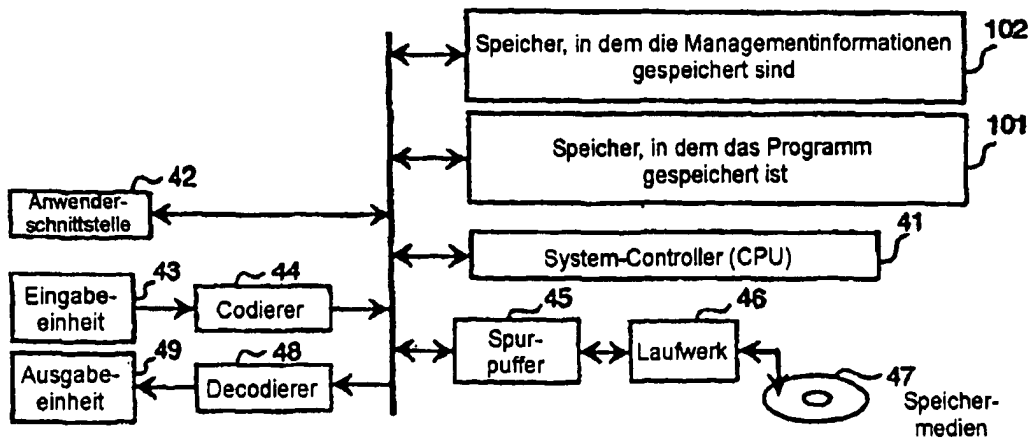 102
Speicher, in dem die Managementinformationen
gespeichert sind
101
Speicher, in dem das Programm
gespeichert ist
42
Anwender-
schnittstelle
41
System-Controller (CPU)
43
Eingabe-
einheit
44
Codierer
45
Spur-
puffer
46
Laufwerk
49
Ausgabe-
einheit
48
Decodierer
47
Speicher-
medien